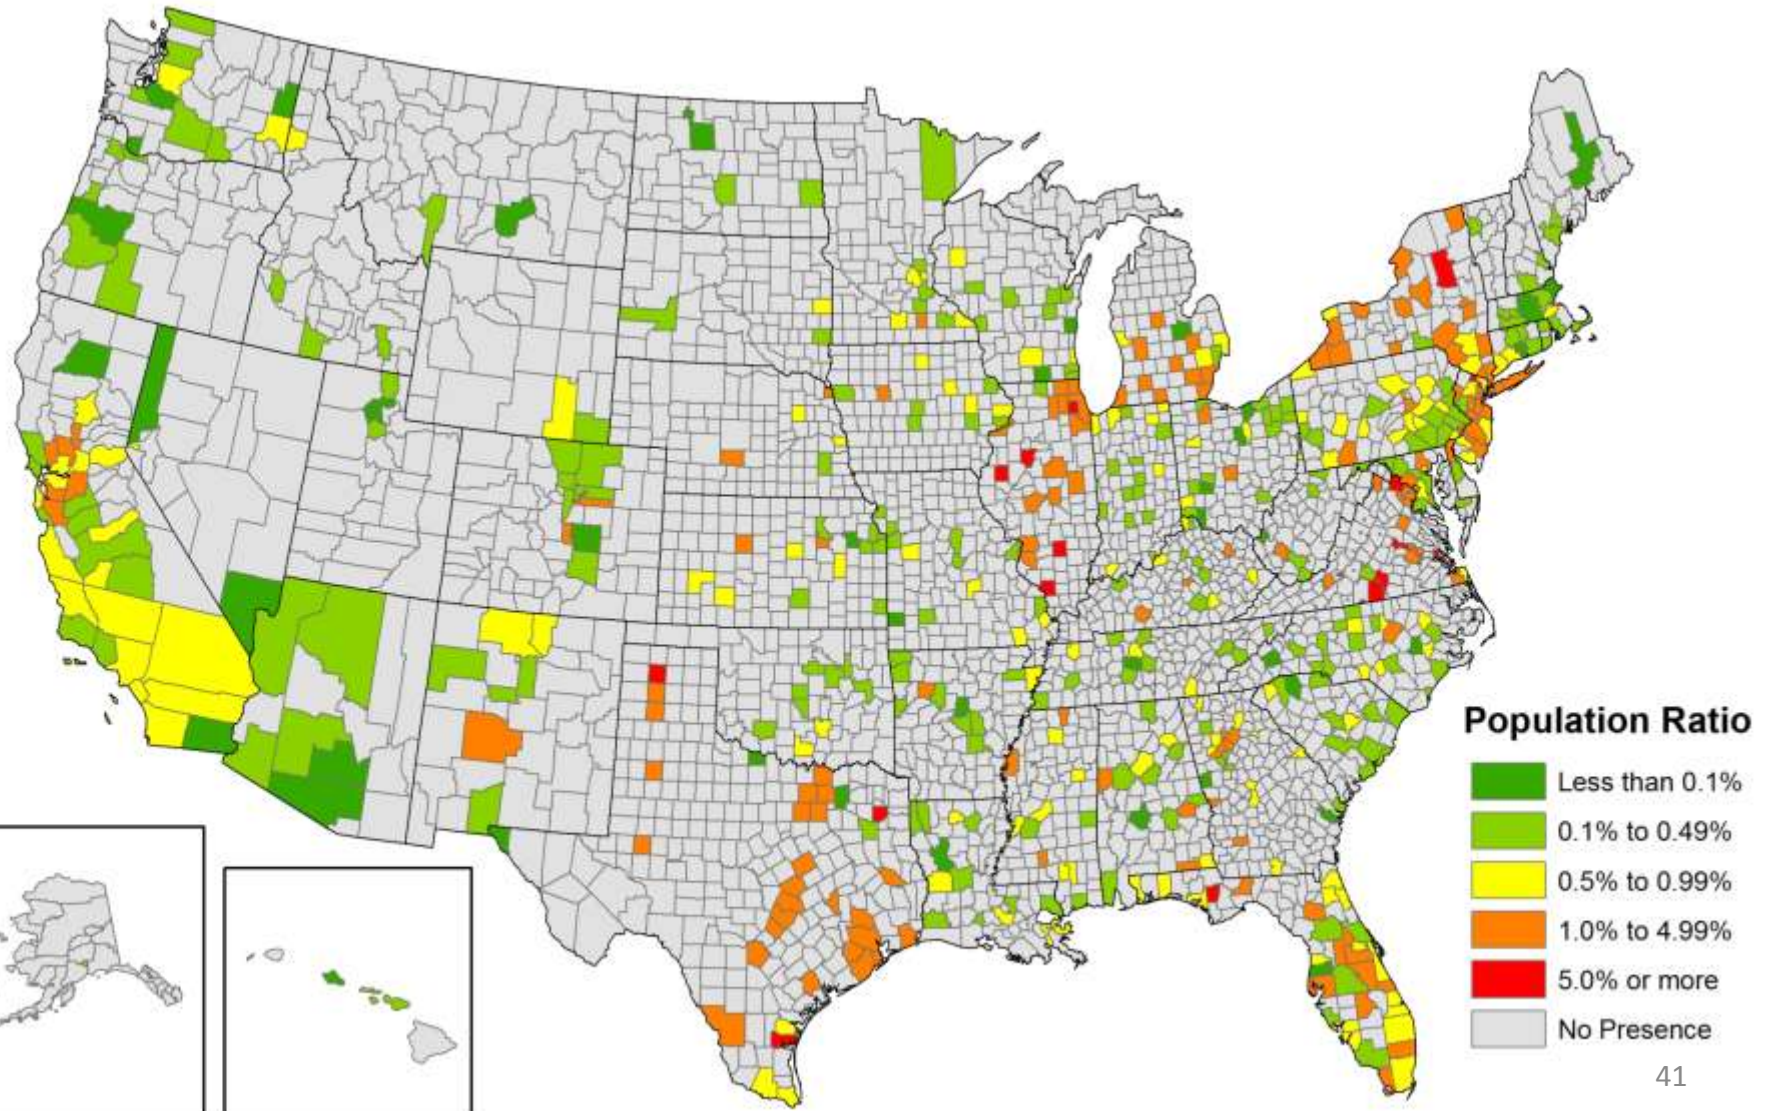 Population Ratio
Less than 0.1%
0.1% to 0.49%
0.5% to 0.99%
1.0% to 4.99%
5.0% or more
No Presence
41